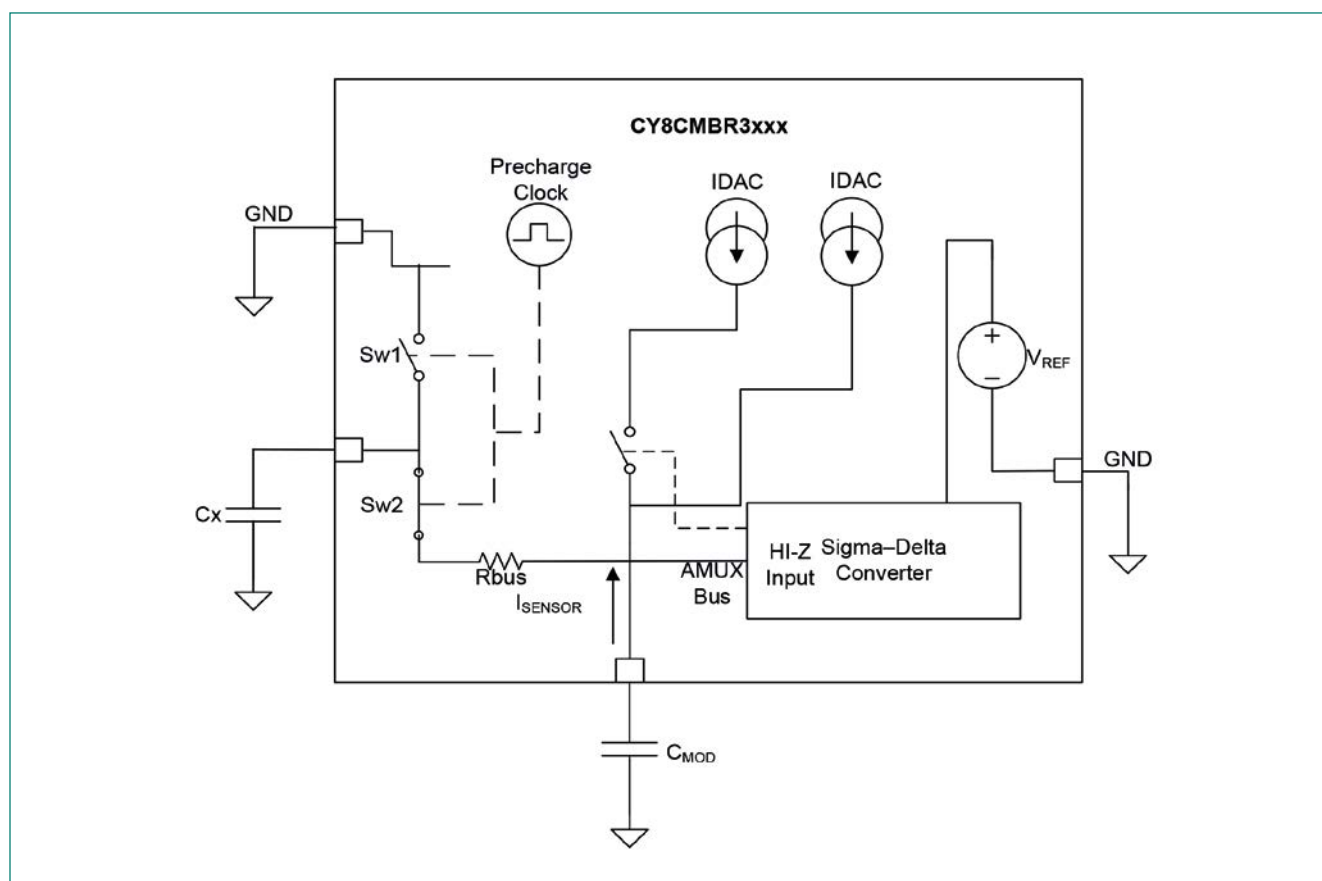 CY8CMBR3xxx
Precharge
Clock
IDAC
IDAC
GND
Sw1
+
VREF
−
GND
Sw2
Cx
HI-Z
Input
Sigma–Delta
Converter
Rbus
AMUX
Bus
ISENSOR
CMOD